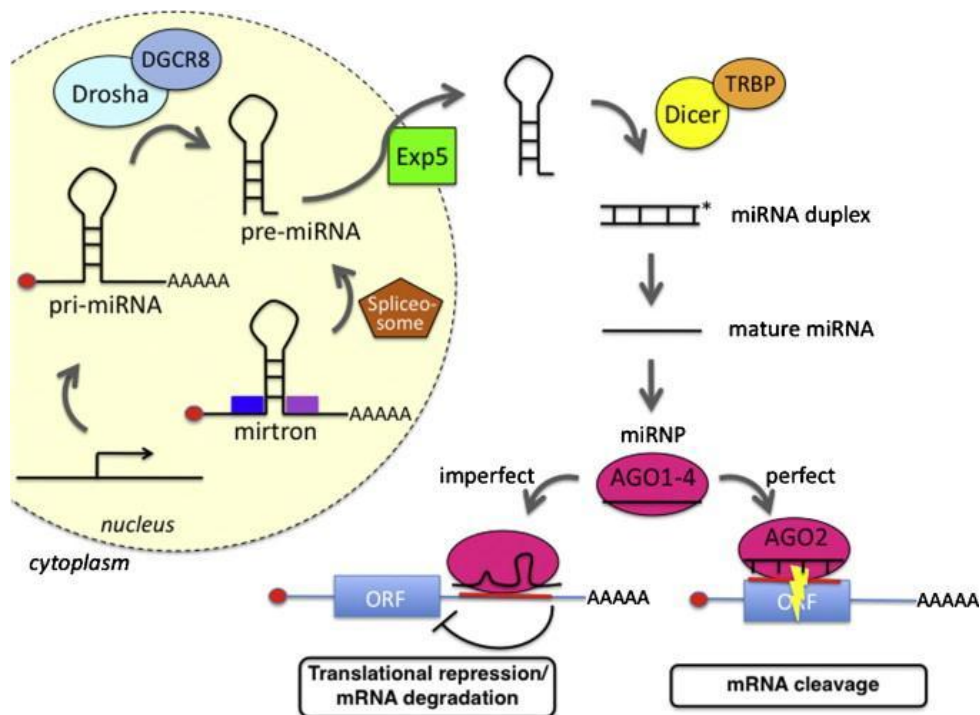 DGCR8
Drosha
TRBP
Dicer
Exp5
pre-miRNA
miRNA duplex
*
AAAAA
pri-miRNA
Spliceo-
some
mature miRNA
AAAAA
mirtron
miRNP
imperfect
AGO1-4
perfect
nucleus
cytoplasm
AGO2
ORF
AAAAA
ORF
AAAAA
Translational repression/
mRNA degradation
mRNA cleavage